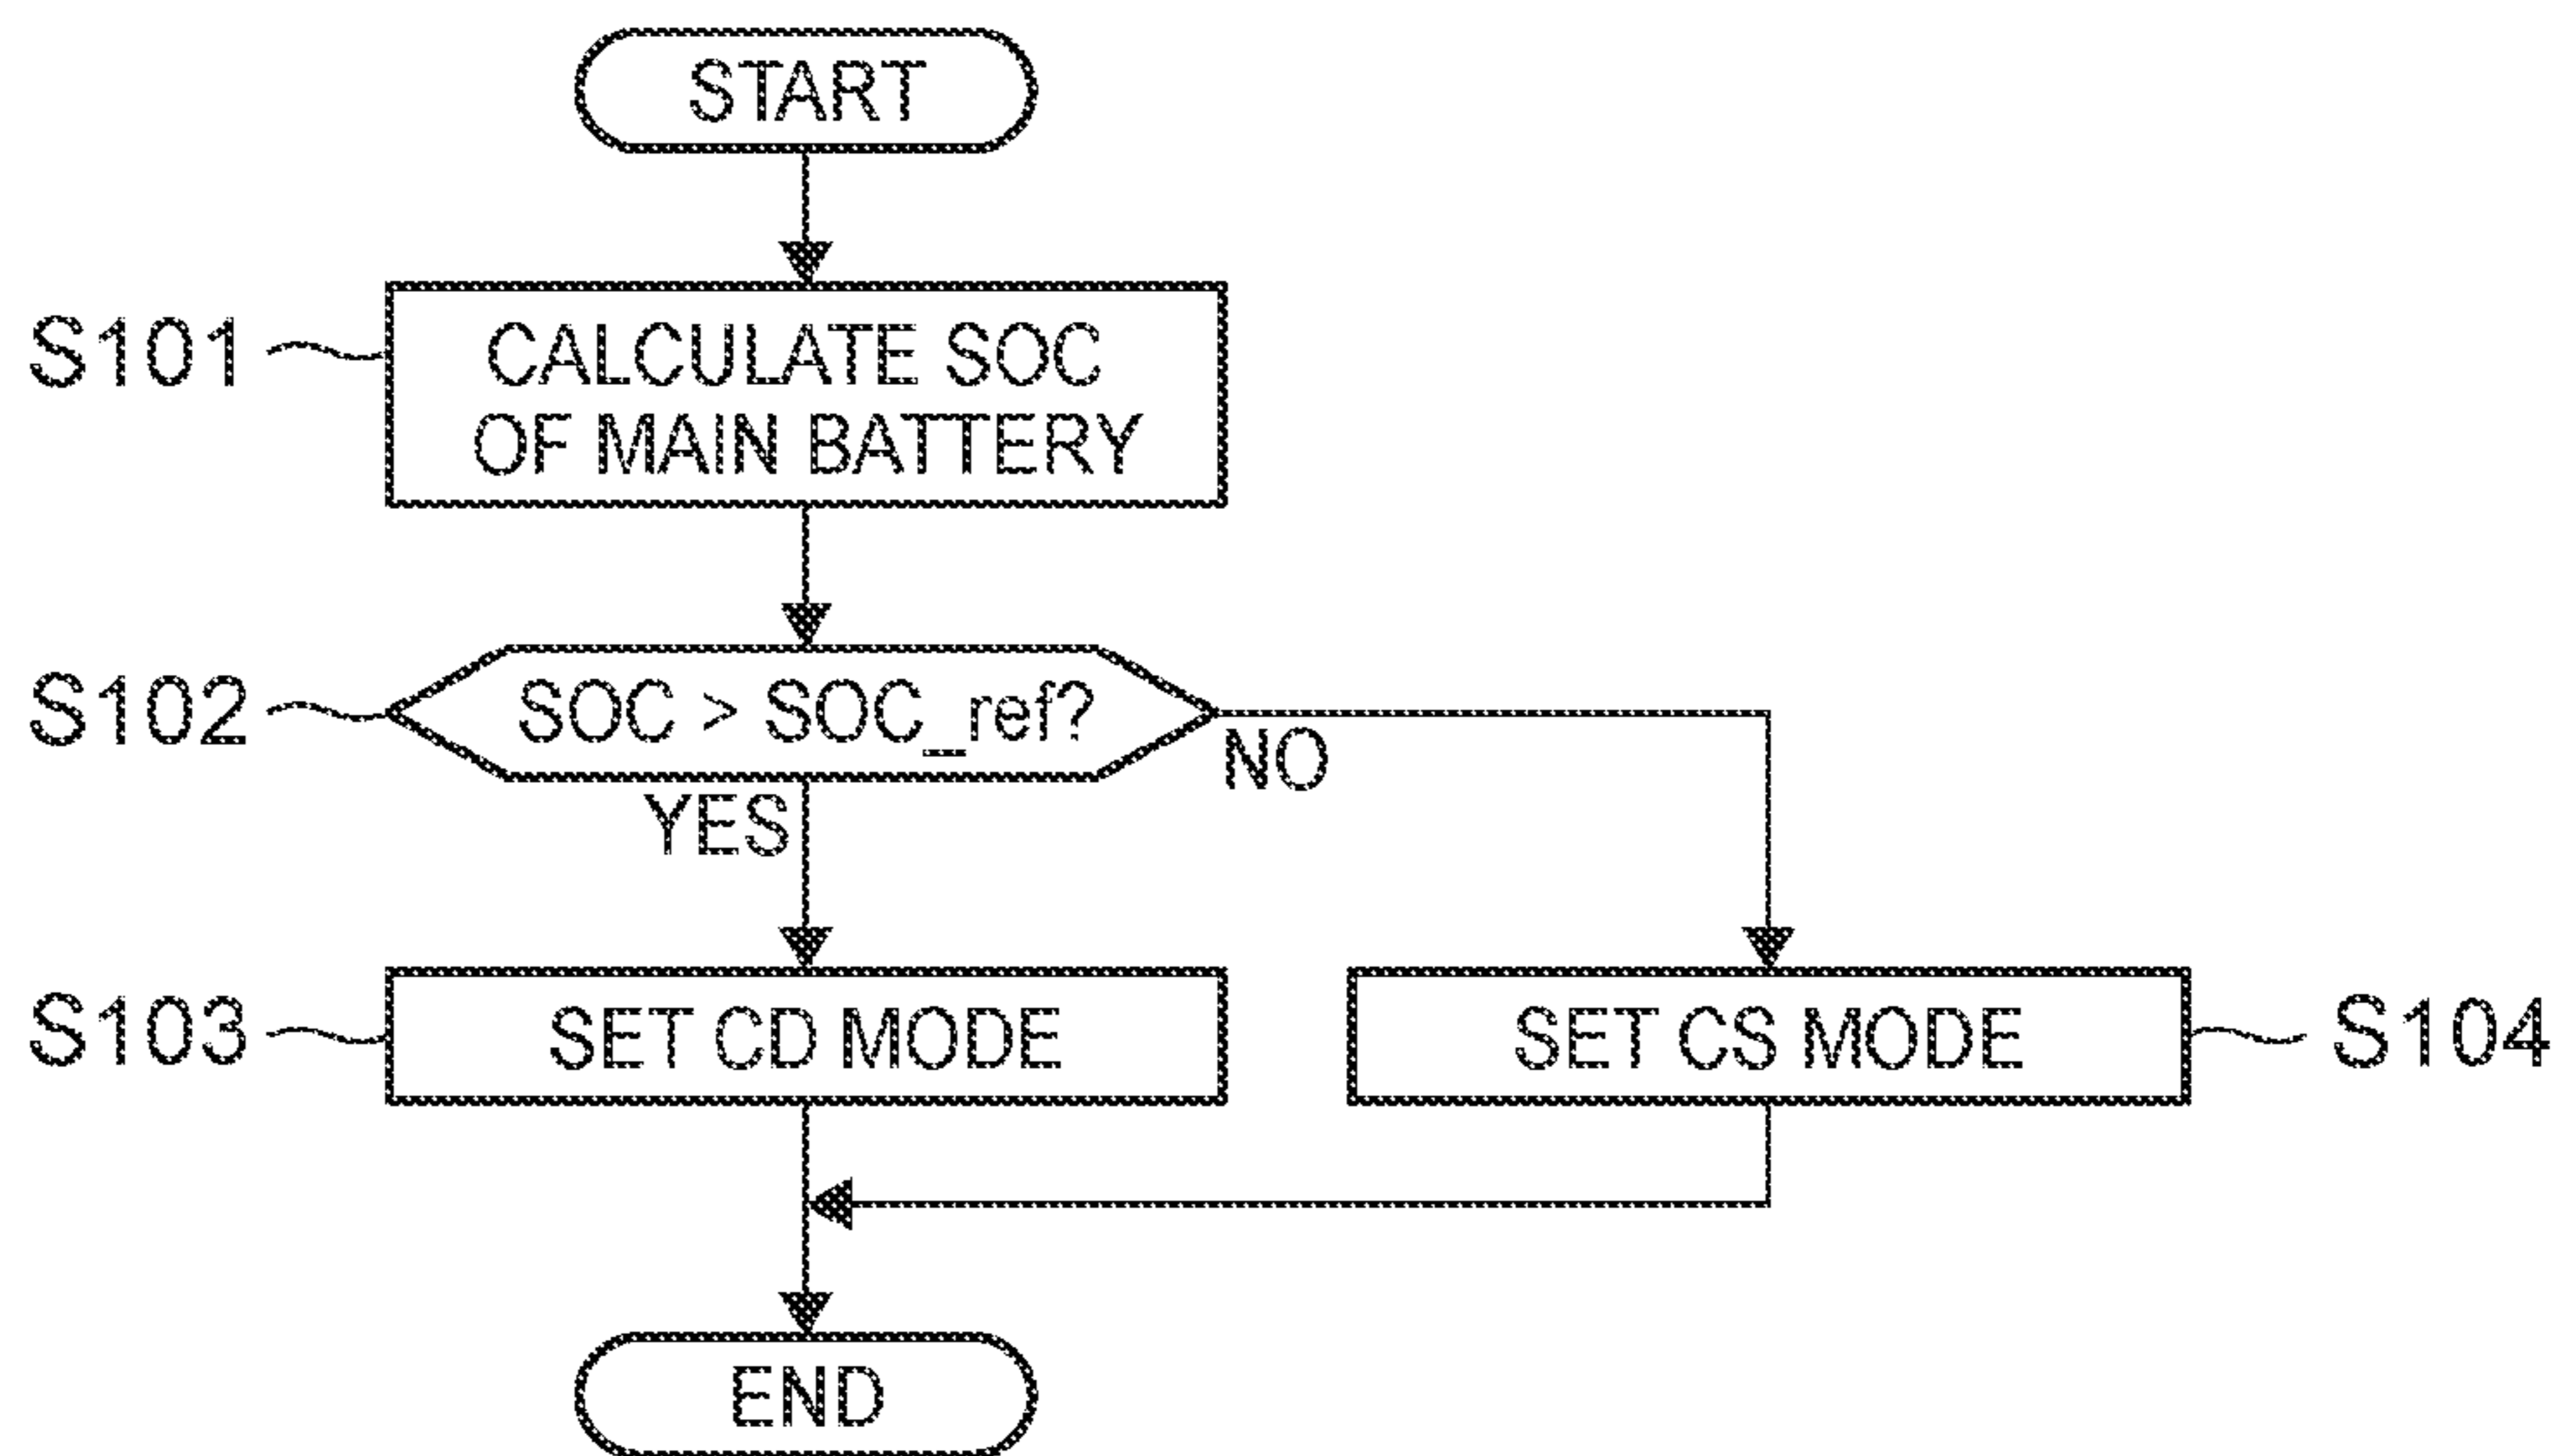 START
S101
CALCULATE SOC
OF MAIN BATTERY
S102
SOC > SOC_ref?
NO
YES
S103
SET CD MODE
SET CS MODE
S104
END